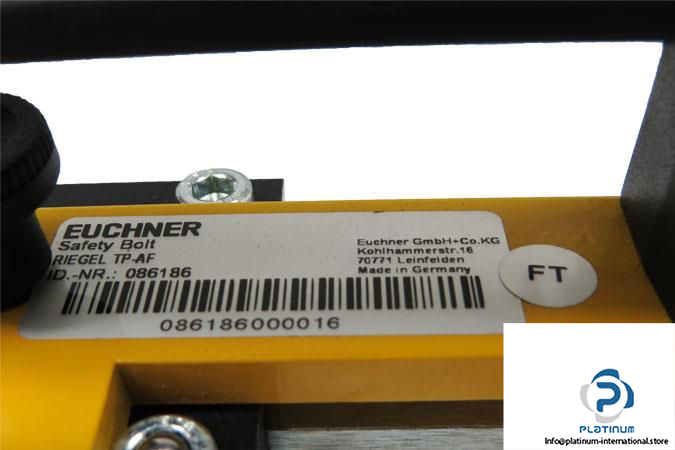 EUCHNER
Safety Bolt
RIEGEL TP-AF
ID.-NR.: 086186
Euchner GmbH+Co.KG
Kohlhammerstr.16
70771 Leinfelden
Made in Germany
086186000016
FT
PLATINUM
Info@platinum-international.store